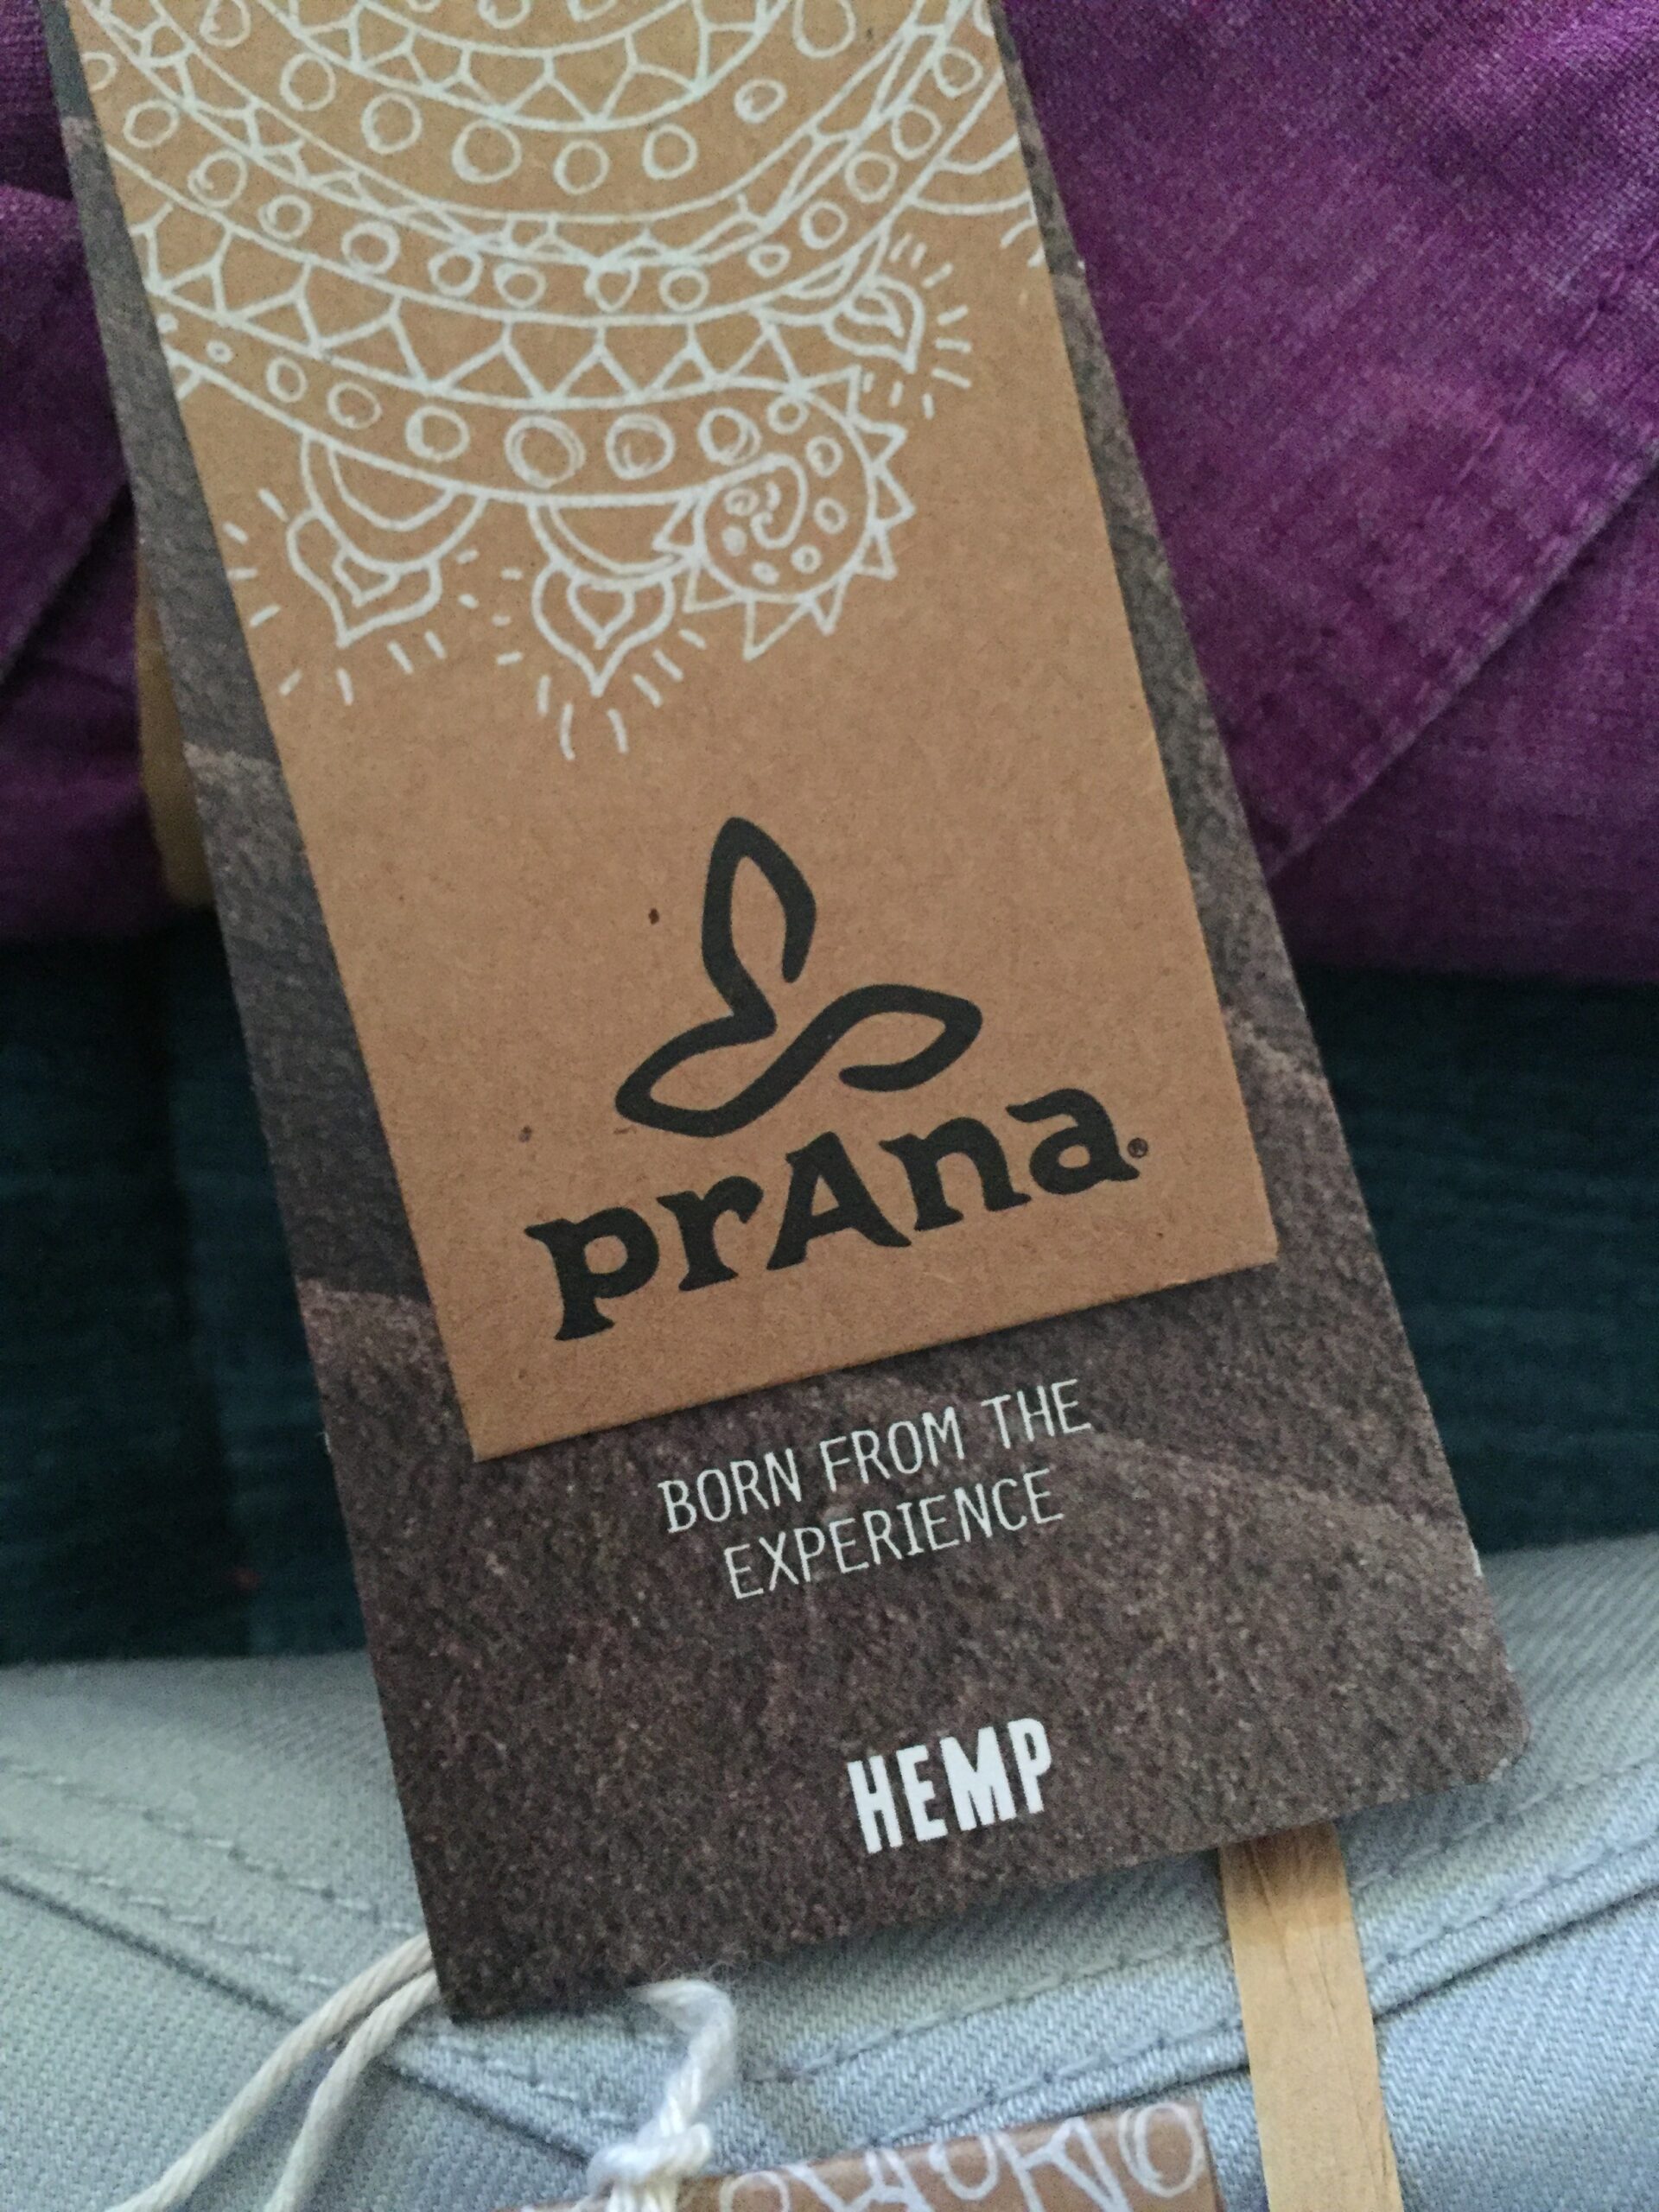 prAna®
BORN FROM THE
EXPERIENCE
HEMP